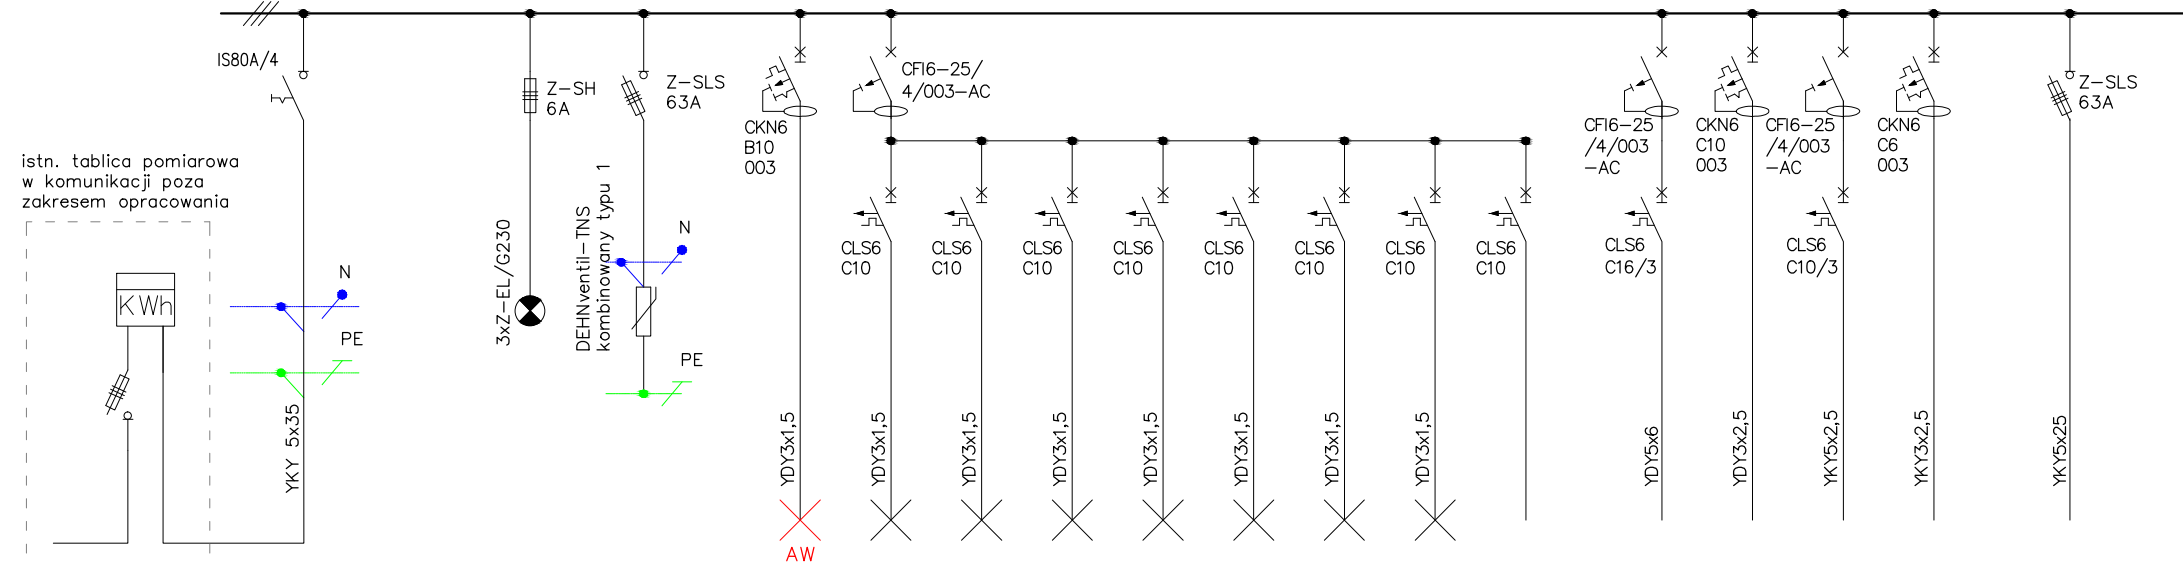 IS80A/4
istn. tablica pomiarowa
w komunikacji poza
zakresem opracowania
KWh
N
PE
YKY 5x35
Z-SH
6A
3xZ-EL/G230
Z-SLS
63A
DEHNventil-TNS
kombinowany typu 1
N
PE
CKN6
B10
003
YDY3x1,5
AW
CFI6-25/
4/003-AC
CLS6
C10
YDY3x1,5
CLS6
C10
YDY3x1,5
CLS6
C10
YDY3x1,5
CLS6
C10
YDY3x1,5
CLS6
C10
YDY3x1,5
CLS6
C10
YDY3x1,5
CLS6
C10
YDY3x1,5
CLS6
C10
CFI6-25
/4/003
-AC
CLS6
C16/3
YDY5x6
CKN6
C10
003
YDY3x2,5
CFI6-25
/4/003
-AC
CLS6
C10/3
YKY5x2,5
CKN6
C6
003
YKY3x2,5
Z-SLS
63A
YKY5x25